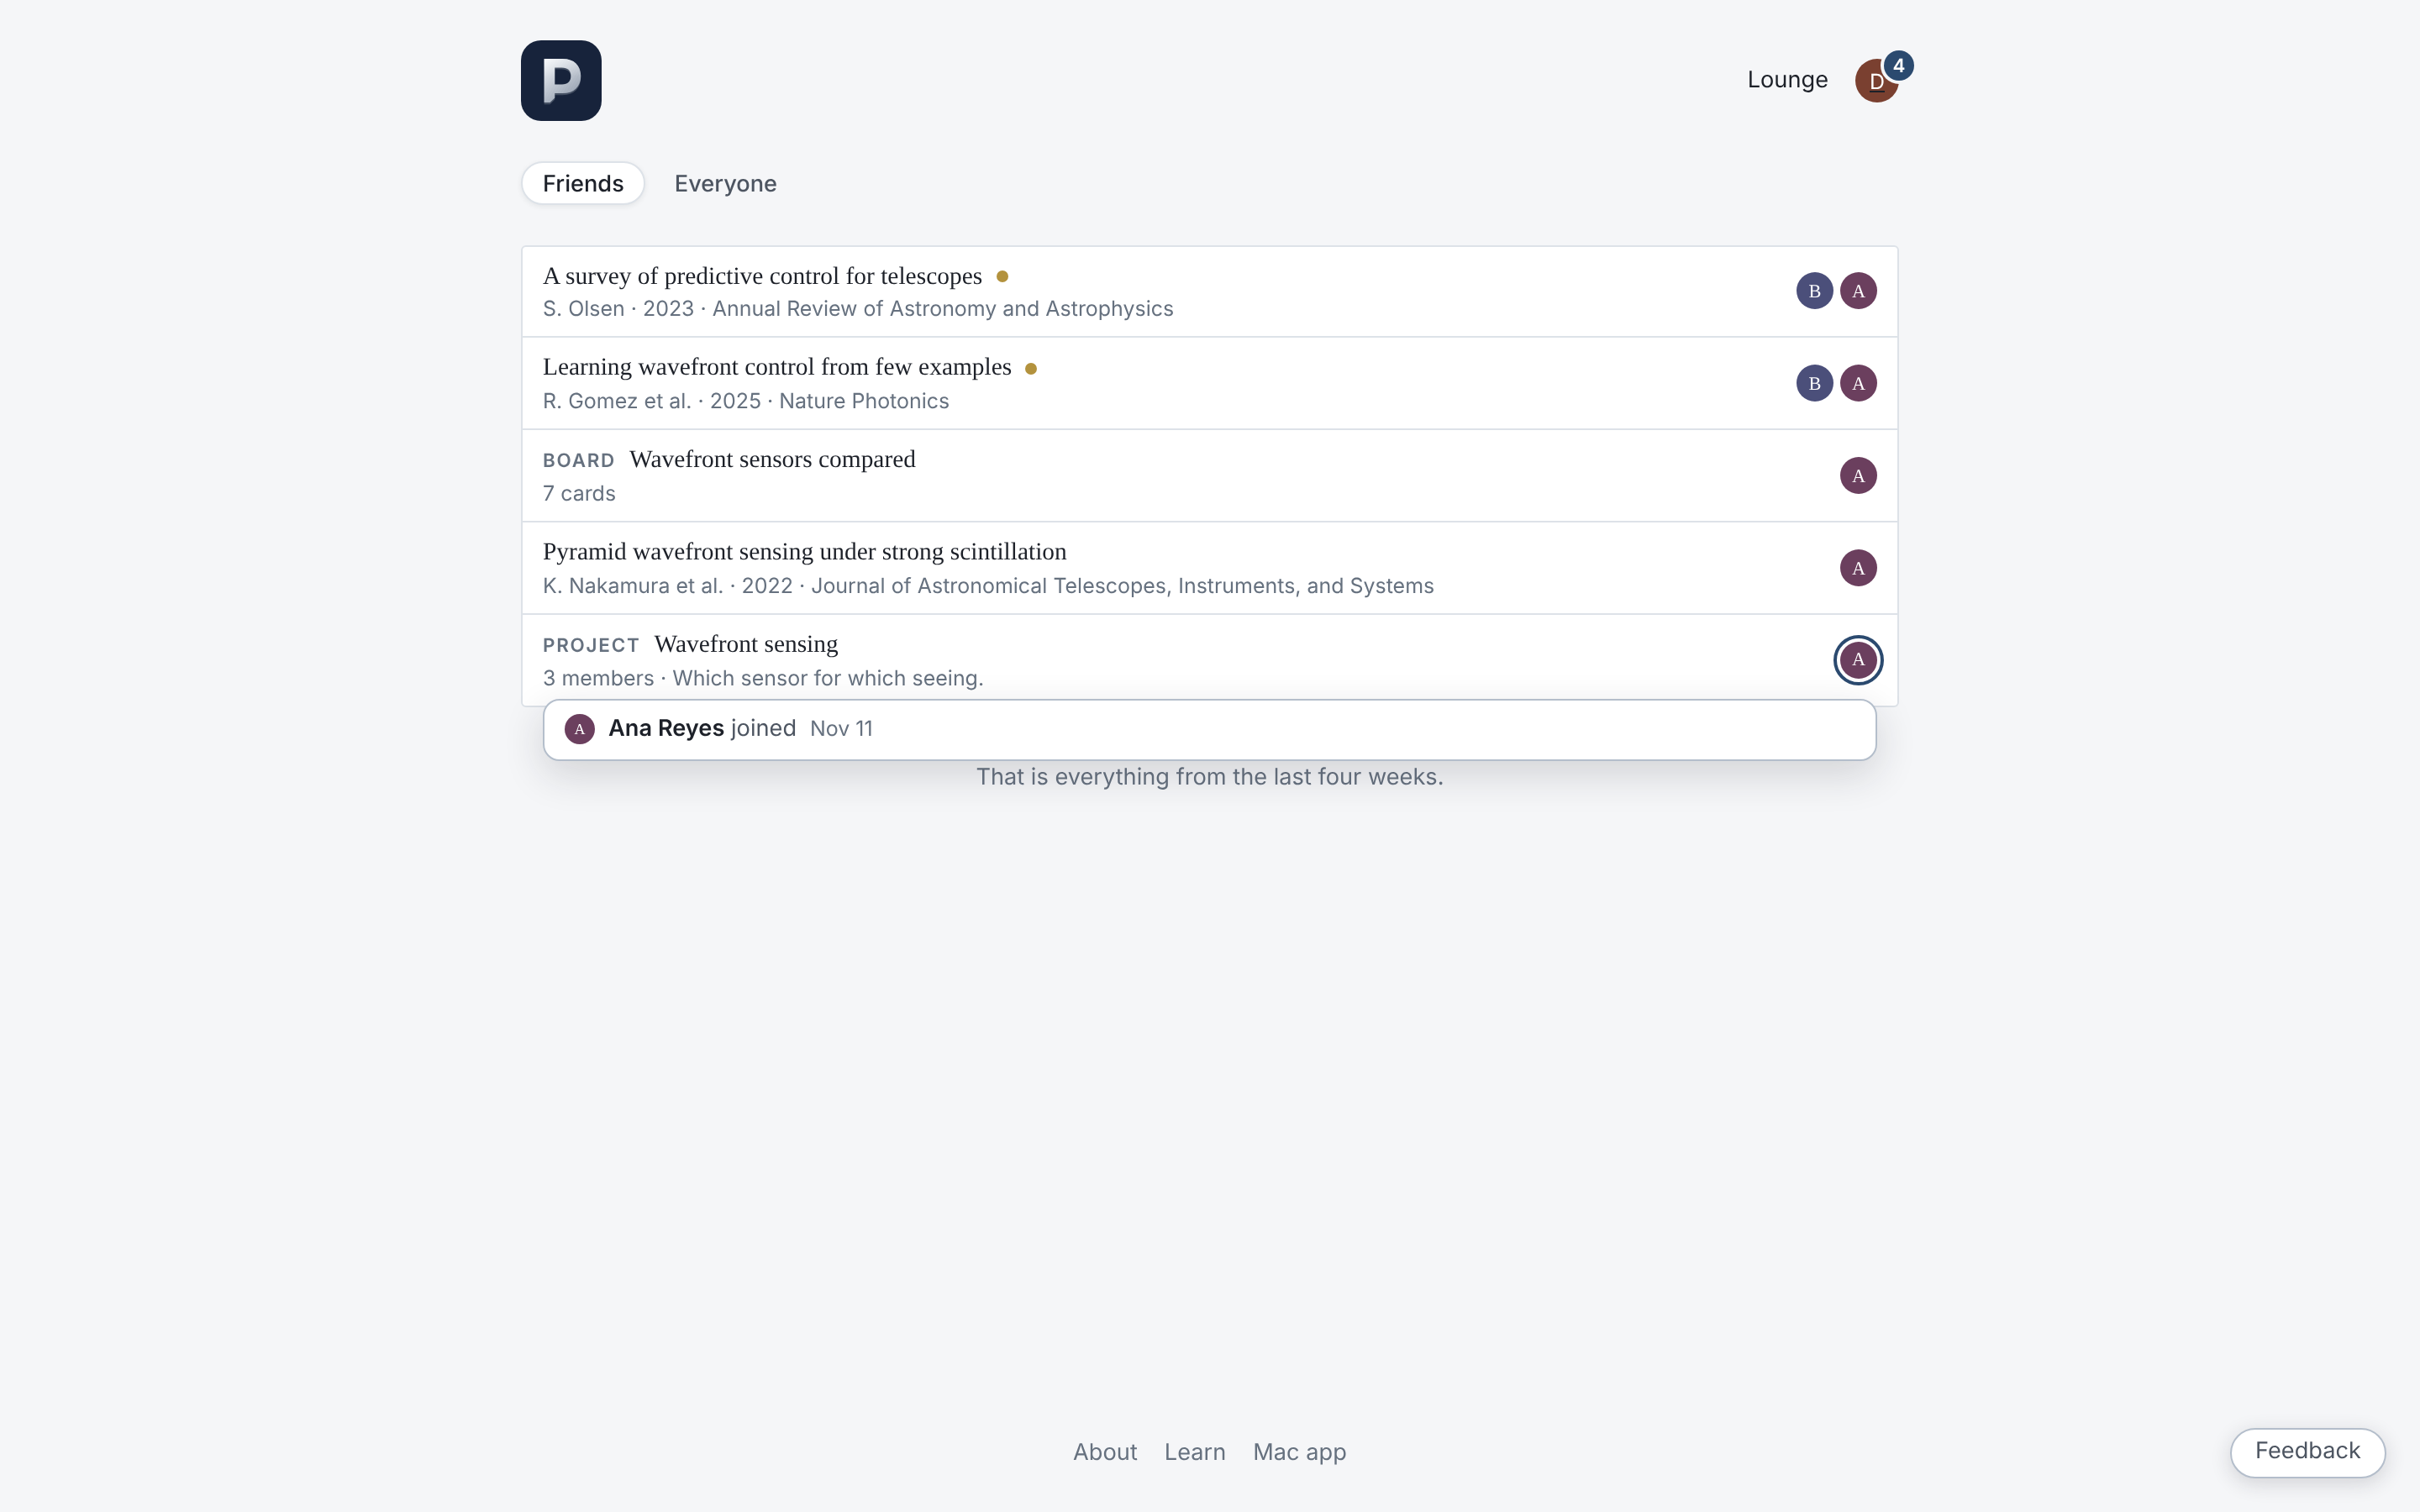 P
Lounge
D
4
Friends
Everyone
A survey of predictive control for telescopes
S. Olsen · 2023 · Annual Review of Astronomy and Astrophysics
B A
Learning wavefront control from few examples
R. Gomez et al. · 2025 · Nature Photonics
B A
BOARD Wavefront sensors compared
7 cards
A
Pyramid wavefront sensing under strong scintillation
K. Nakamura et al. · 2022 · Journal of Astronomical Telescopes, Instruments, and Systems
A
PROJECT Wavefront sensing
3 members · Which sensor for which seeing.
A
A Ana Reyes joined Nov 11
That is everything from the last four weeks.
About Learn Mac app
Feedback